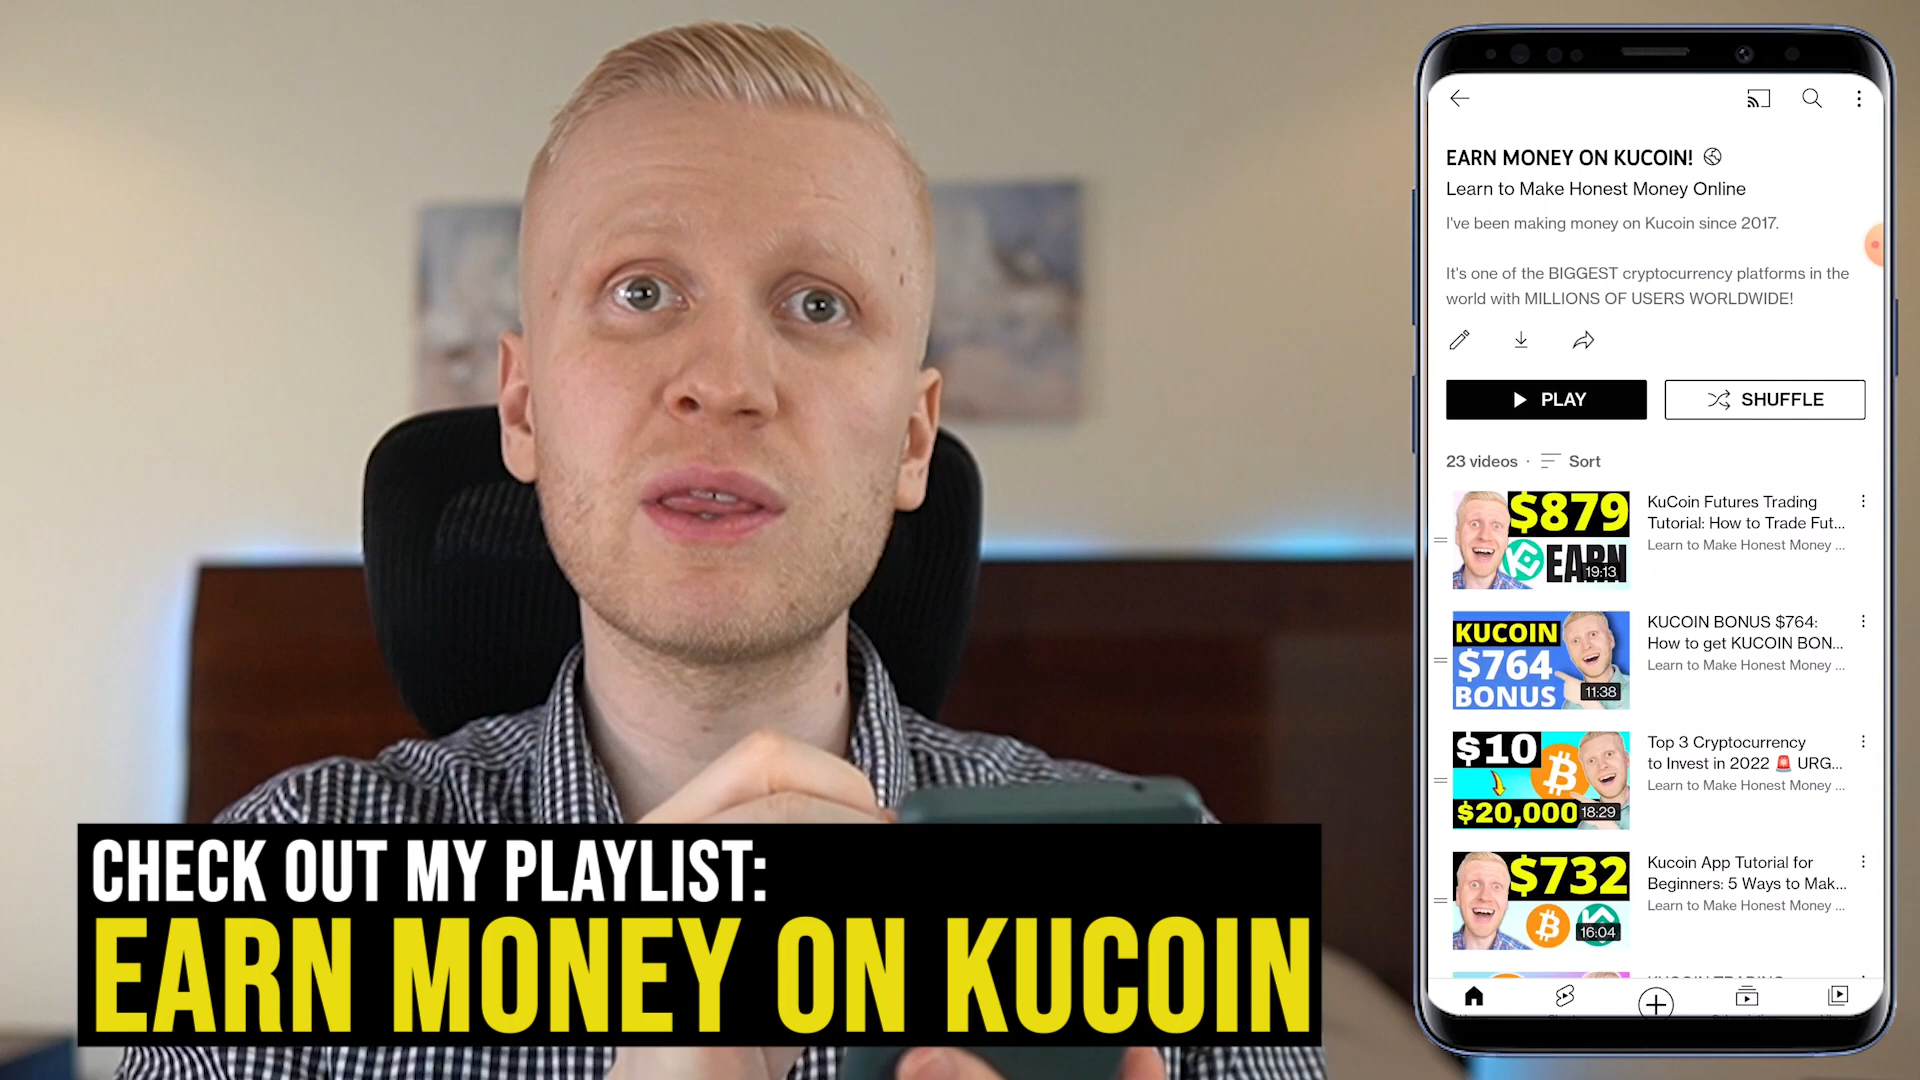 EARN MONEY ON KUCOIN!
Learn to Make Honest Money Online
I've been making money on Kucoin since 2017.
It's one of the BIGGEST cryptocurrency platforms in the
world with MILLIONS OF USERS WORLDWIDE!
PLAY
SHUFFLE
23 videos · Sort
$879
EARN
19:13
KuCoin Futures Trading
Tutorial: How to Trade Fut...
Learn to Make Honest Money ...
KUCOIN
$764
BONUS
11:38
KUCOIN BONUS $764:
How to get KUCOIN BON...
Learn to Make Honest Money ...
$10
$20,000
18:29
Top 3 Cryptocurrency
to Invest in 2022 🚨 URG...
Learn to Make Honest Money ...
$732
16:04
Kucoin App Tutorial for
Beginners: 5 Ways to Mak...
Learn to Make Honest Money ...
CHECK OUT MY PLAYLIST:
EARN MONEY ON KUCOIN